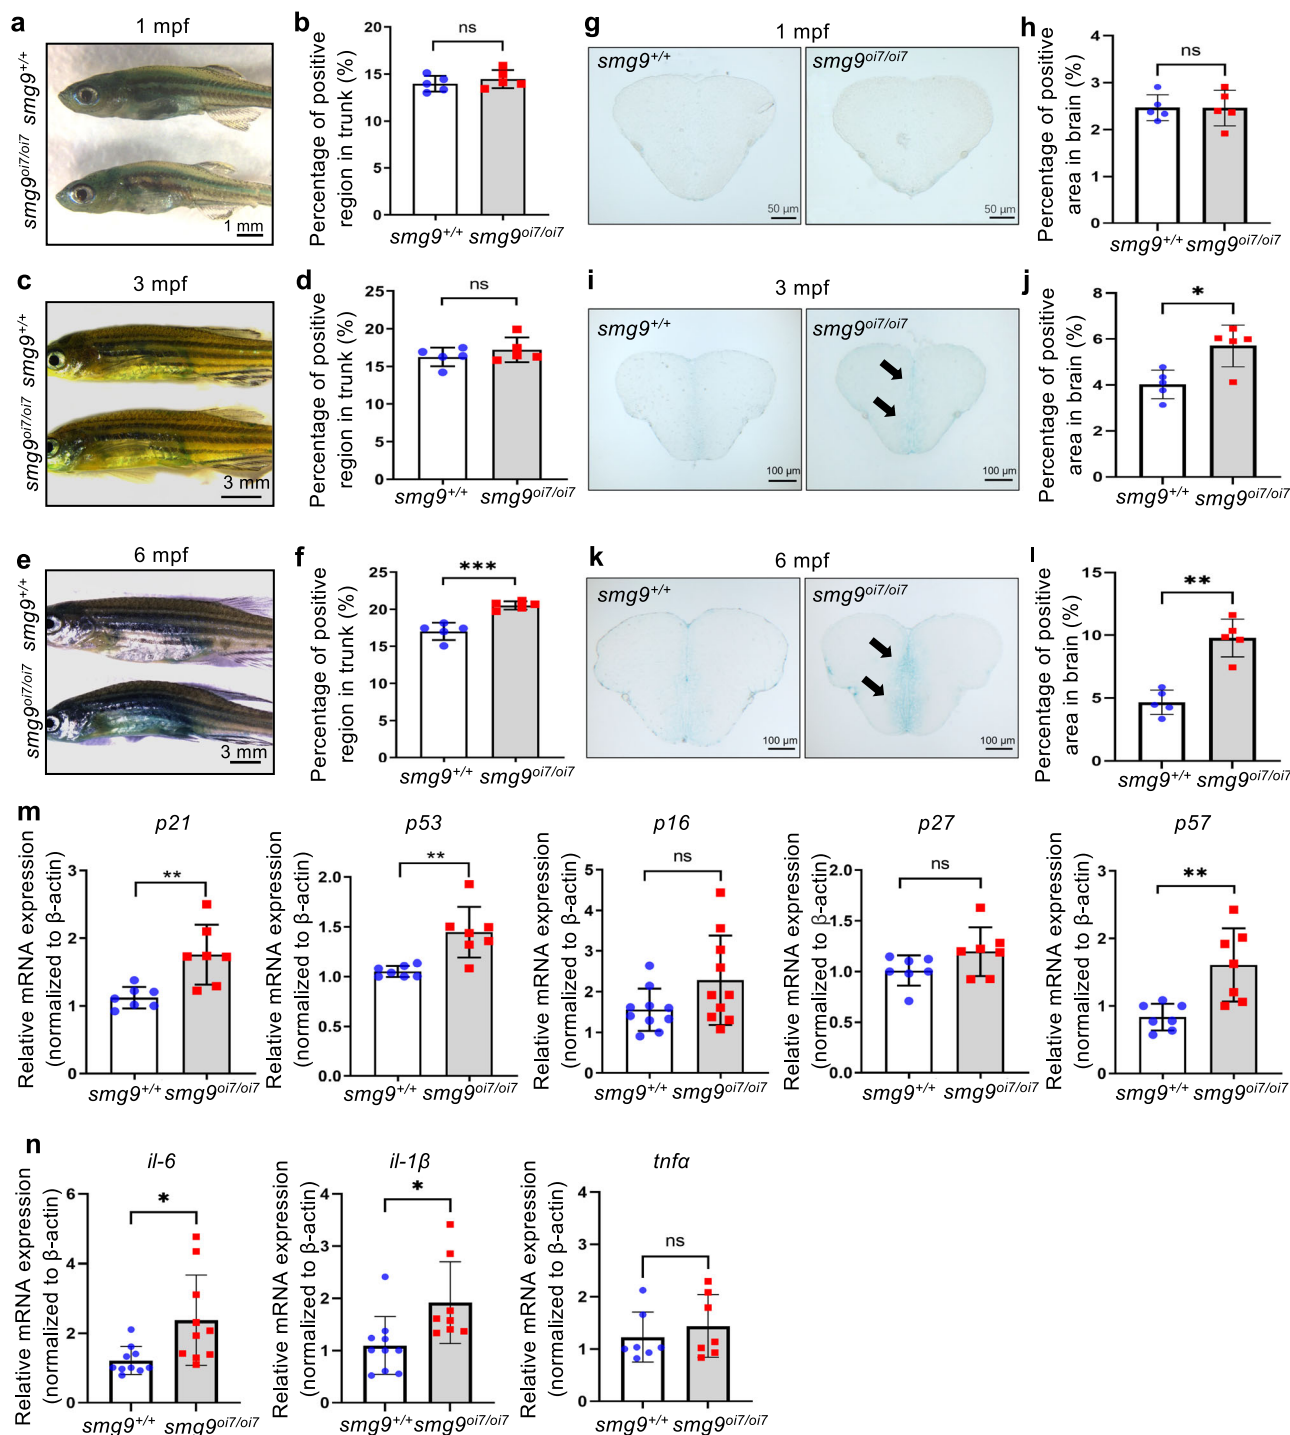 a
1 mpf
smg9+/+
smg9oi7/oi7
1 mm
b
Percentage of positive
region in trunk (%)
20
15
10
5
0
ns
smg9+/+ smg9oi7/oi7
g
1 mpf
smg9+/+
smg9oi7/oi7
50 µm
50 µm
h
Percentage of positive
area in brain (%)
4
3
2
1
0
ns
smg9+/+ smg9oi7/oi7
c
3 mpf
smg9+/+
smg9oi7/oi7
3 mm
d
Percentage of positive
region in trunk (%)
25
20
15
10
5
0
ns
smg9+/+ smg9oi7/oi7
i
3 mpf
smg9+/+
smg9oi7/oi7
100 µm
100 µm
j
Percentage of positive
area in brain (%)
8
6
4
2
0
*
smg9+/+ smg9oi7/oi7
e
6 mpf
smg9+/+
smg9oi7/oi7
3 mm
f
Percentage of positive
region in trunk (%)
25
20
15
10
5
0
***
smg9+/+ smg9oi7/oi7
k
6 mpf
smg9+/+
smg9oi7/oi7
100 µm
100 µm
l
Percentage of positive
area in brain (%)
15
10
5
0
**
smg9+/+ smg9oi7/oi7
m
p21
Relative mRNA expression
(normalized to β-actin)
3
2
1
0
**
smg9+/+ smg9oi7/oi7
p53
Relative mRNA expression
(normalized to β-actin)
2.0
1.5
1.0
0.5
0.0
**
smg9+/+ smg9oi7/oi7
p16
Relative mRNA expression
(normalized to β-actin)
5
4
3
2
1
0
ns
smg9+/+ smg9oi7/oi7
p27
Relative mRNA expression
(normalized to β-actin)
2.0
1.5
1.0
0.5
0.0
ns
smg9+/+ smg9oi7/oi7
p57
Relative mRNA expression
(normalized to β-actin)
3
2
1
0
**
smg9+/+ smg9oi7/oi7
n
il-6
Relative mRNA expression
(normalized to β-actin)
6
4
2
0
*
smg9+/+ smg9oi7/oi7
il-1β
Relative mRNA expression
(normalized to β-actin)
4
3
2
1
0
*
smg9+/+ smg9oi7/oi7
tnfα
Relative mRNA expression
(normalized to β-actin)
4
3
2
1
0
ns
smg9+/+ smg9oi7/oi7